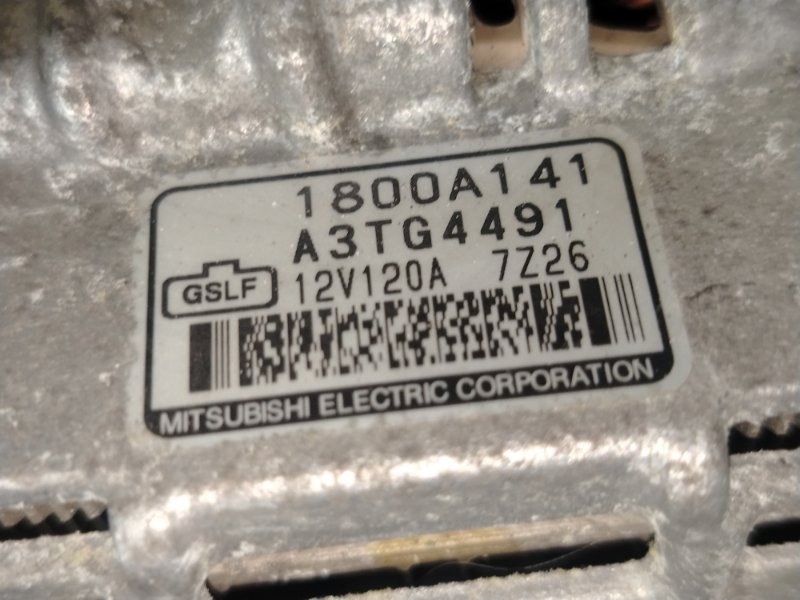 1800A141
A3TG4491
GSLF 12V120A 7Z26
MITSUBISHI ELECTRIC CORPORATION